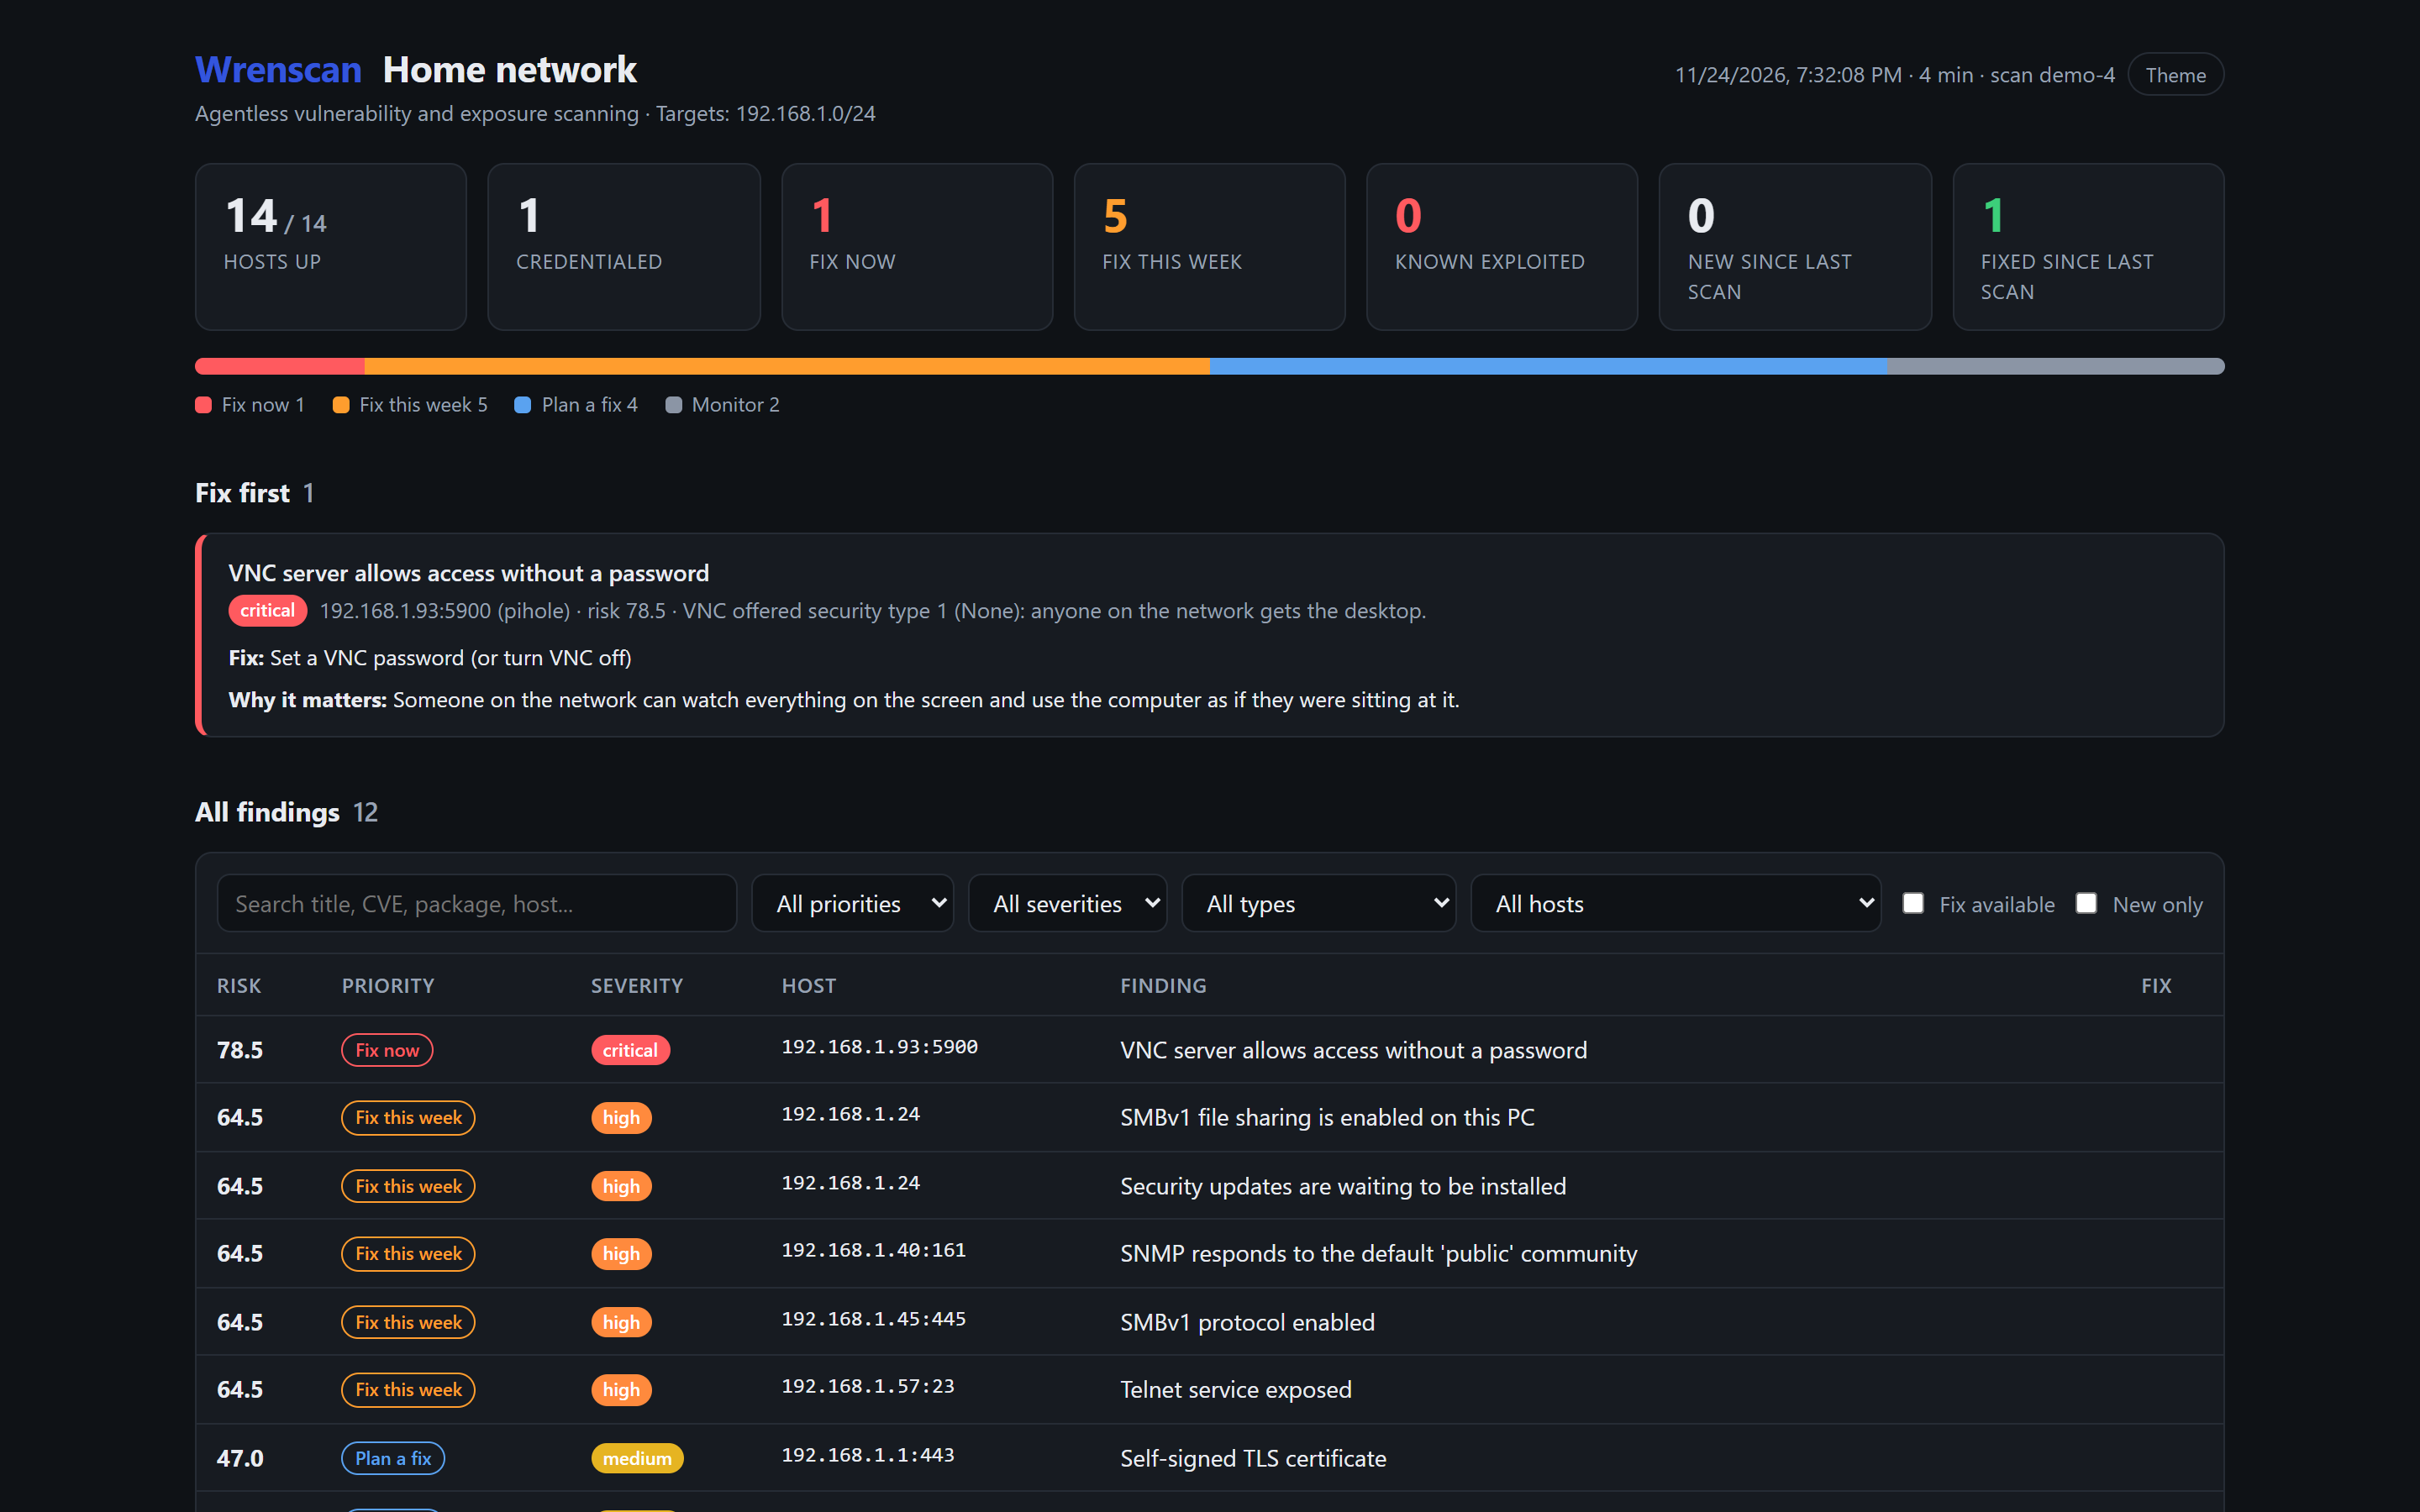 Wrenscan Home network
11/24/2026, 7:32:08 PM · 4 min · scan demo-4 Theme
Agentless vulnerability and exposure scanning · Targets: 192.168.1.0/24
14 / 14
HOSTS UP
1
CREDENTIALED
1
FIX NOW
5
FIX THIS WEEK
0
KNOWN EXPLOITED
0
NEW SINCE LAST
SCAN
1
FIXED SINCE LAST
SCAN
Fix now 1 Fix this week 5 Plan a fix 4 Monitor 2
Fix first 1
VNC server allows access without a password
critical 192.168.1.93:5900 (pihole) · risk 78.5 · VNC offered security type 1 (None): anyone on the network gets the desktop.
Fix: Set a VNC password (or turn VNC off)
Why it matters: Someone on the network can watch everything on the screen and use the computer as if they were sitting at it.
All findings 12
Search title, CVE, package, host... All priorities All severities All types All hosts Fix available New only
RISK PRIORITY SEVERITY HOST FINDING FIX
78.5 Fix now critical 192.168.1.93:5900 VNC server allows access without a password
64.5 Fix this week high 192.168.1.24 SMBv1 file sharing is enabled on this PC
64.5 Fix this week high 192.168.1.24 Security updates are waiting to be installed
64.5 Fix this week high 192.168.1.40:161 SNMP responds to the default 'public' community
64.5 Fix this week high 192.168.1.45:445 SMBv1 protocol enabled
64.5 Fix this week high 192.168.1.57:23 Telnet service exposed
47.0 Plan a fix medium 192.168.1.1:443 Self-signed TLS certificate